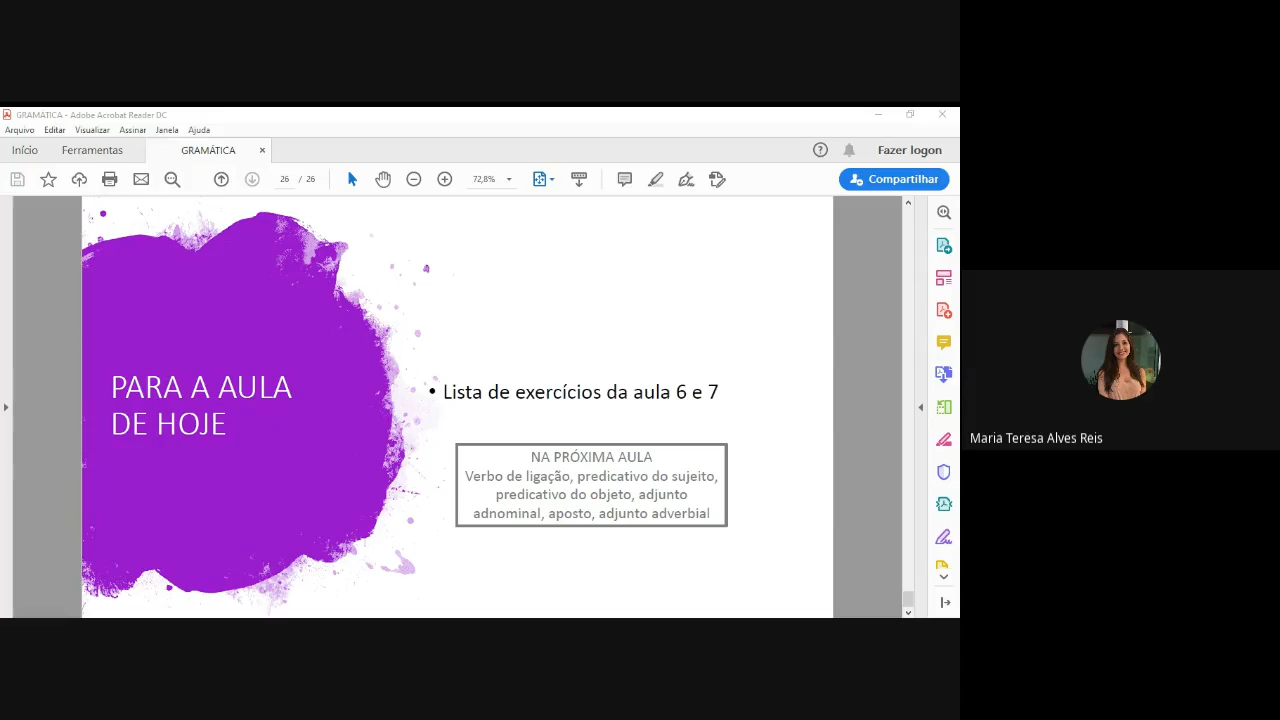 GRAMÁTICA - Adobe Acrobat Reader DC
Arquivo Editar Visualizar Assinar Janela Ajuda
Início Ferramentas GRAMÁTICA × Fazer logon
26 / 26 72,8% Compartilhar
PARA A AULA
DE HOJE
• Lista de exercícios da aula 6 e 7
NA PRÓXIMA AULA
Verbo de ligação, predicativo do sujeito,
predicativo do objeto, adjunto
adnominal, aposto, adjunto adverbial
Maria Teresa Alves Reis